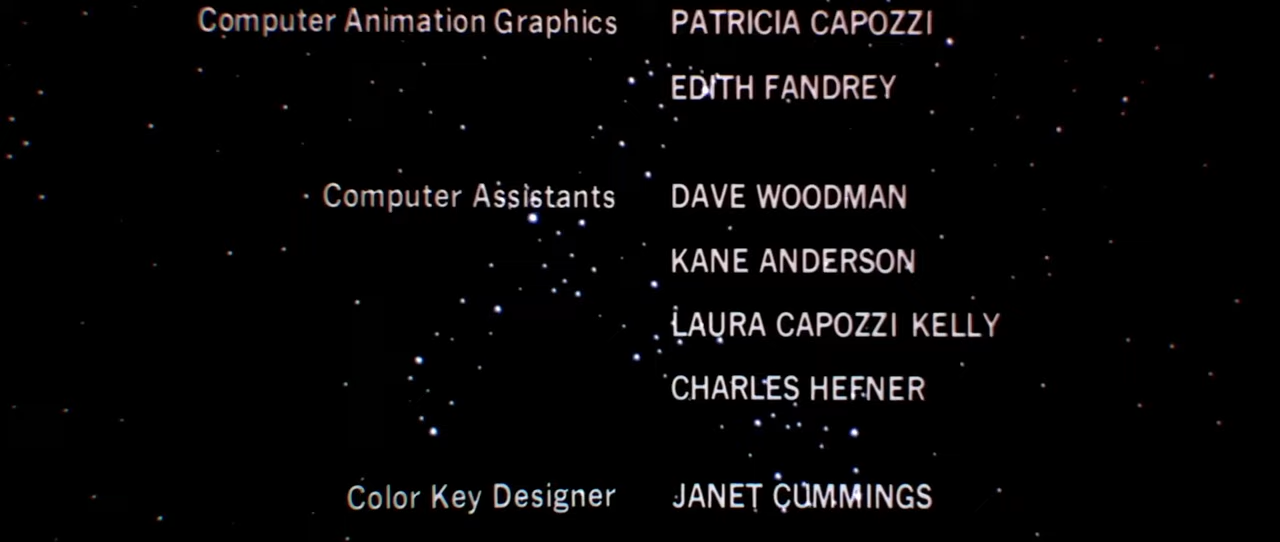 Computer Animation Graphics PATRICIA CAPOZZI
EDITH FANDREY
Computer Assistants DAVE WOODMAN
KANE ANDERSON
LAURA CAPOZZI KELLY
CHARLES HEFNER
Color Key Designer JANET CUMMINGS